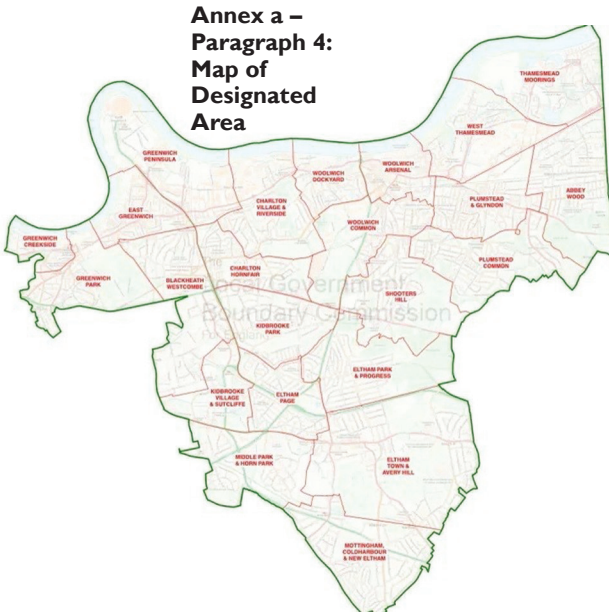 Annex a –
Paragraph 4:
Map of
Designated
Area
THAMESMEAD
MOORINGS
WEST
THAMESMEAD
GREENWICH
PENINSULA
WOOLWICH
ARSENAL
WOOLWICH
DOCKYARD
ABBEY
WOOD
CHARLTON
VILLAGE &
RIVERSIDE
PLUMSTEAD
& GLYNDON
EAST
GREENWICH
WOOLWICH
COMMON
GREENWICH
CREEKSIDE
PLUMSTEAD
COMMON
CHARLTON
HORNFAIR
GREENWICH
PARK
BLACKHEATH
WESTCOMBE
SHOOTERS
HILL
Local Government
Boundary Commission
KIDBROOKE
PARK
ELTHAM PARK
& PROGRESS
KIDBROOKE
VILLAGE
& SUTCLIFFE
ELTHAM
PAGE
MIDDLE PARK
& HORN PARK
ELTHAM
TOWN &
AVERY HILL
MOTTINGHAM,
COLDHARBOUR
& NEW ELTHAM